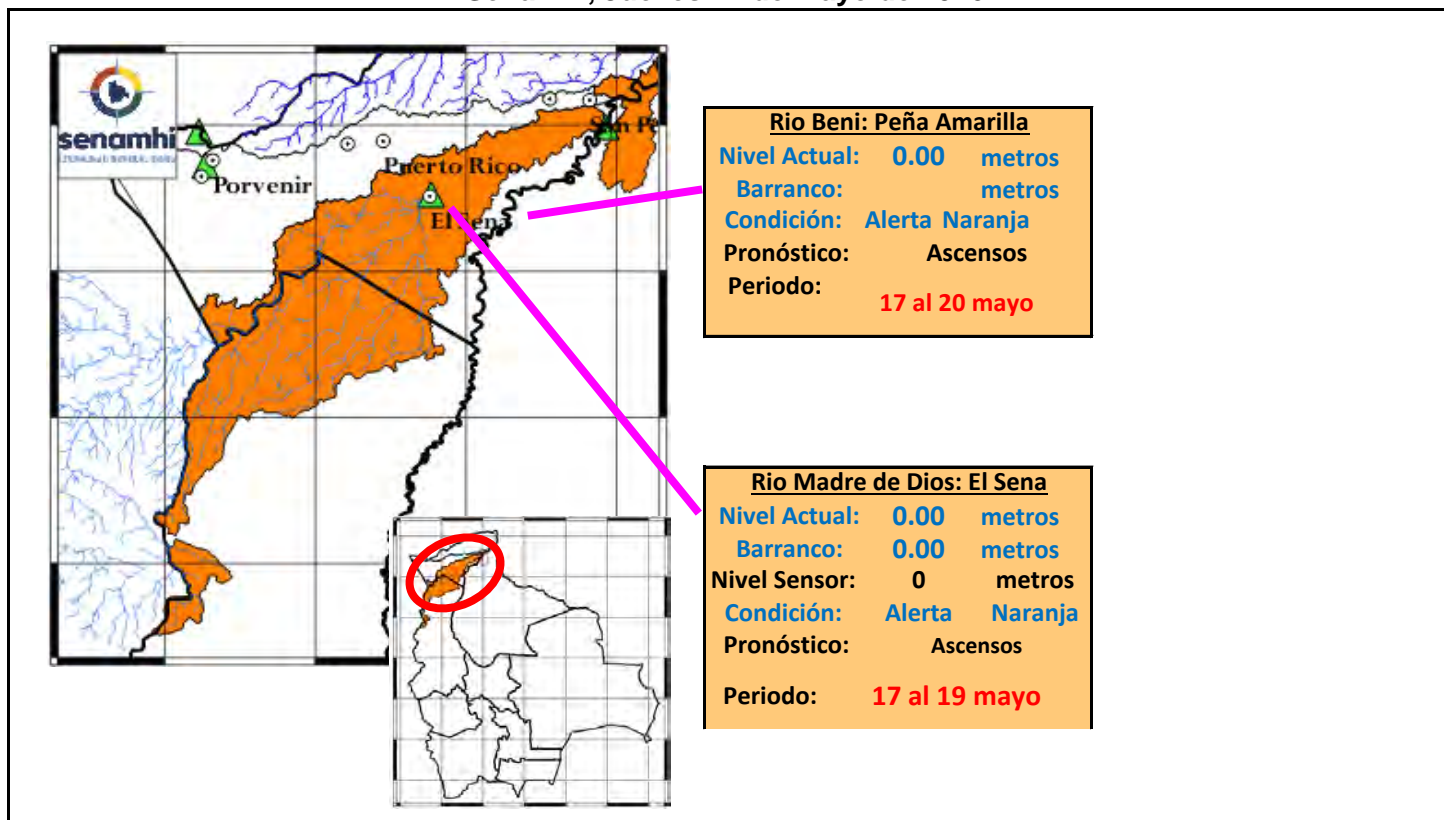 senamhi
Porvenir
Puerto Rico
El Sena
San Pe
Rio Beni: Peña Amarilla
Nivel Actual: 0.00 metros
Barranco: metros
Condición: Alerta Naranja
Pronóstico: Ascensos
Periodo:
17 al 20 mayo
Rio Madre de Dios: El Sena
Nivel Actual: 0.00 metros
Barranco: 0.00 metros
Nivel Sensor: 0 metros
Condición: Alerta Naranja
Pronóstico: Ascensos
Periodo: 17 al 19 mayo